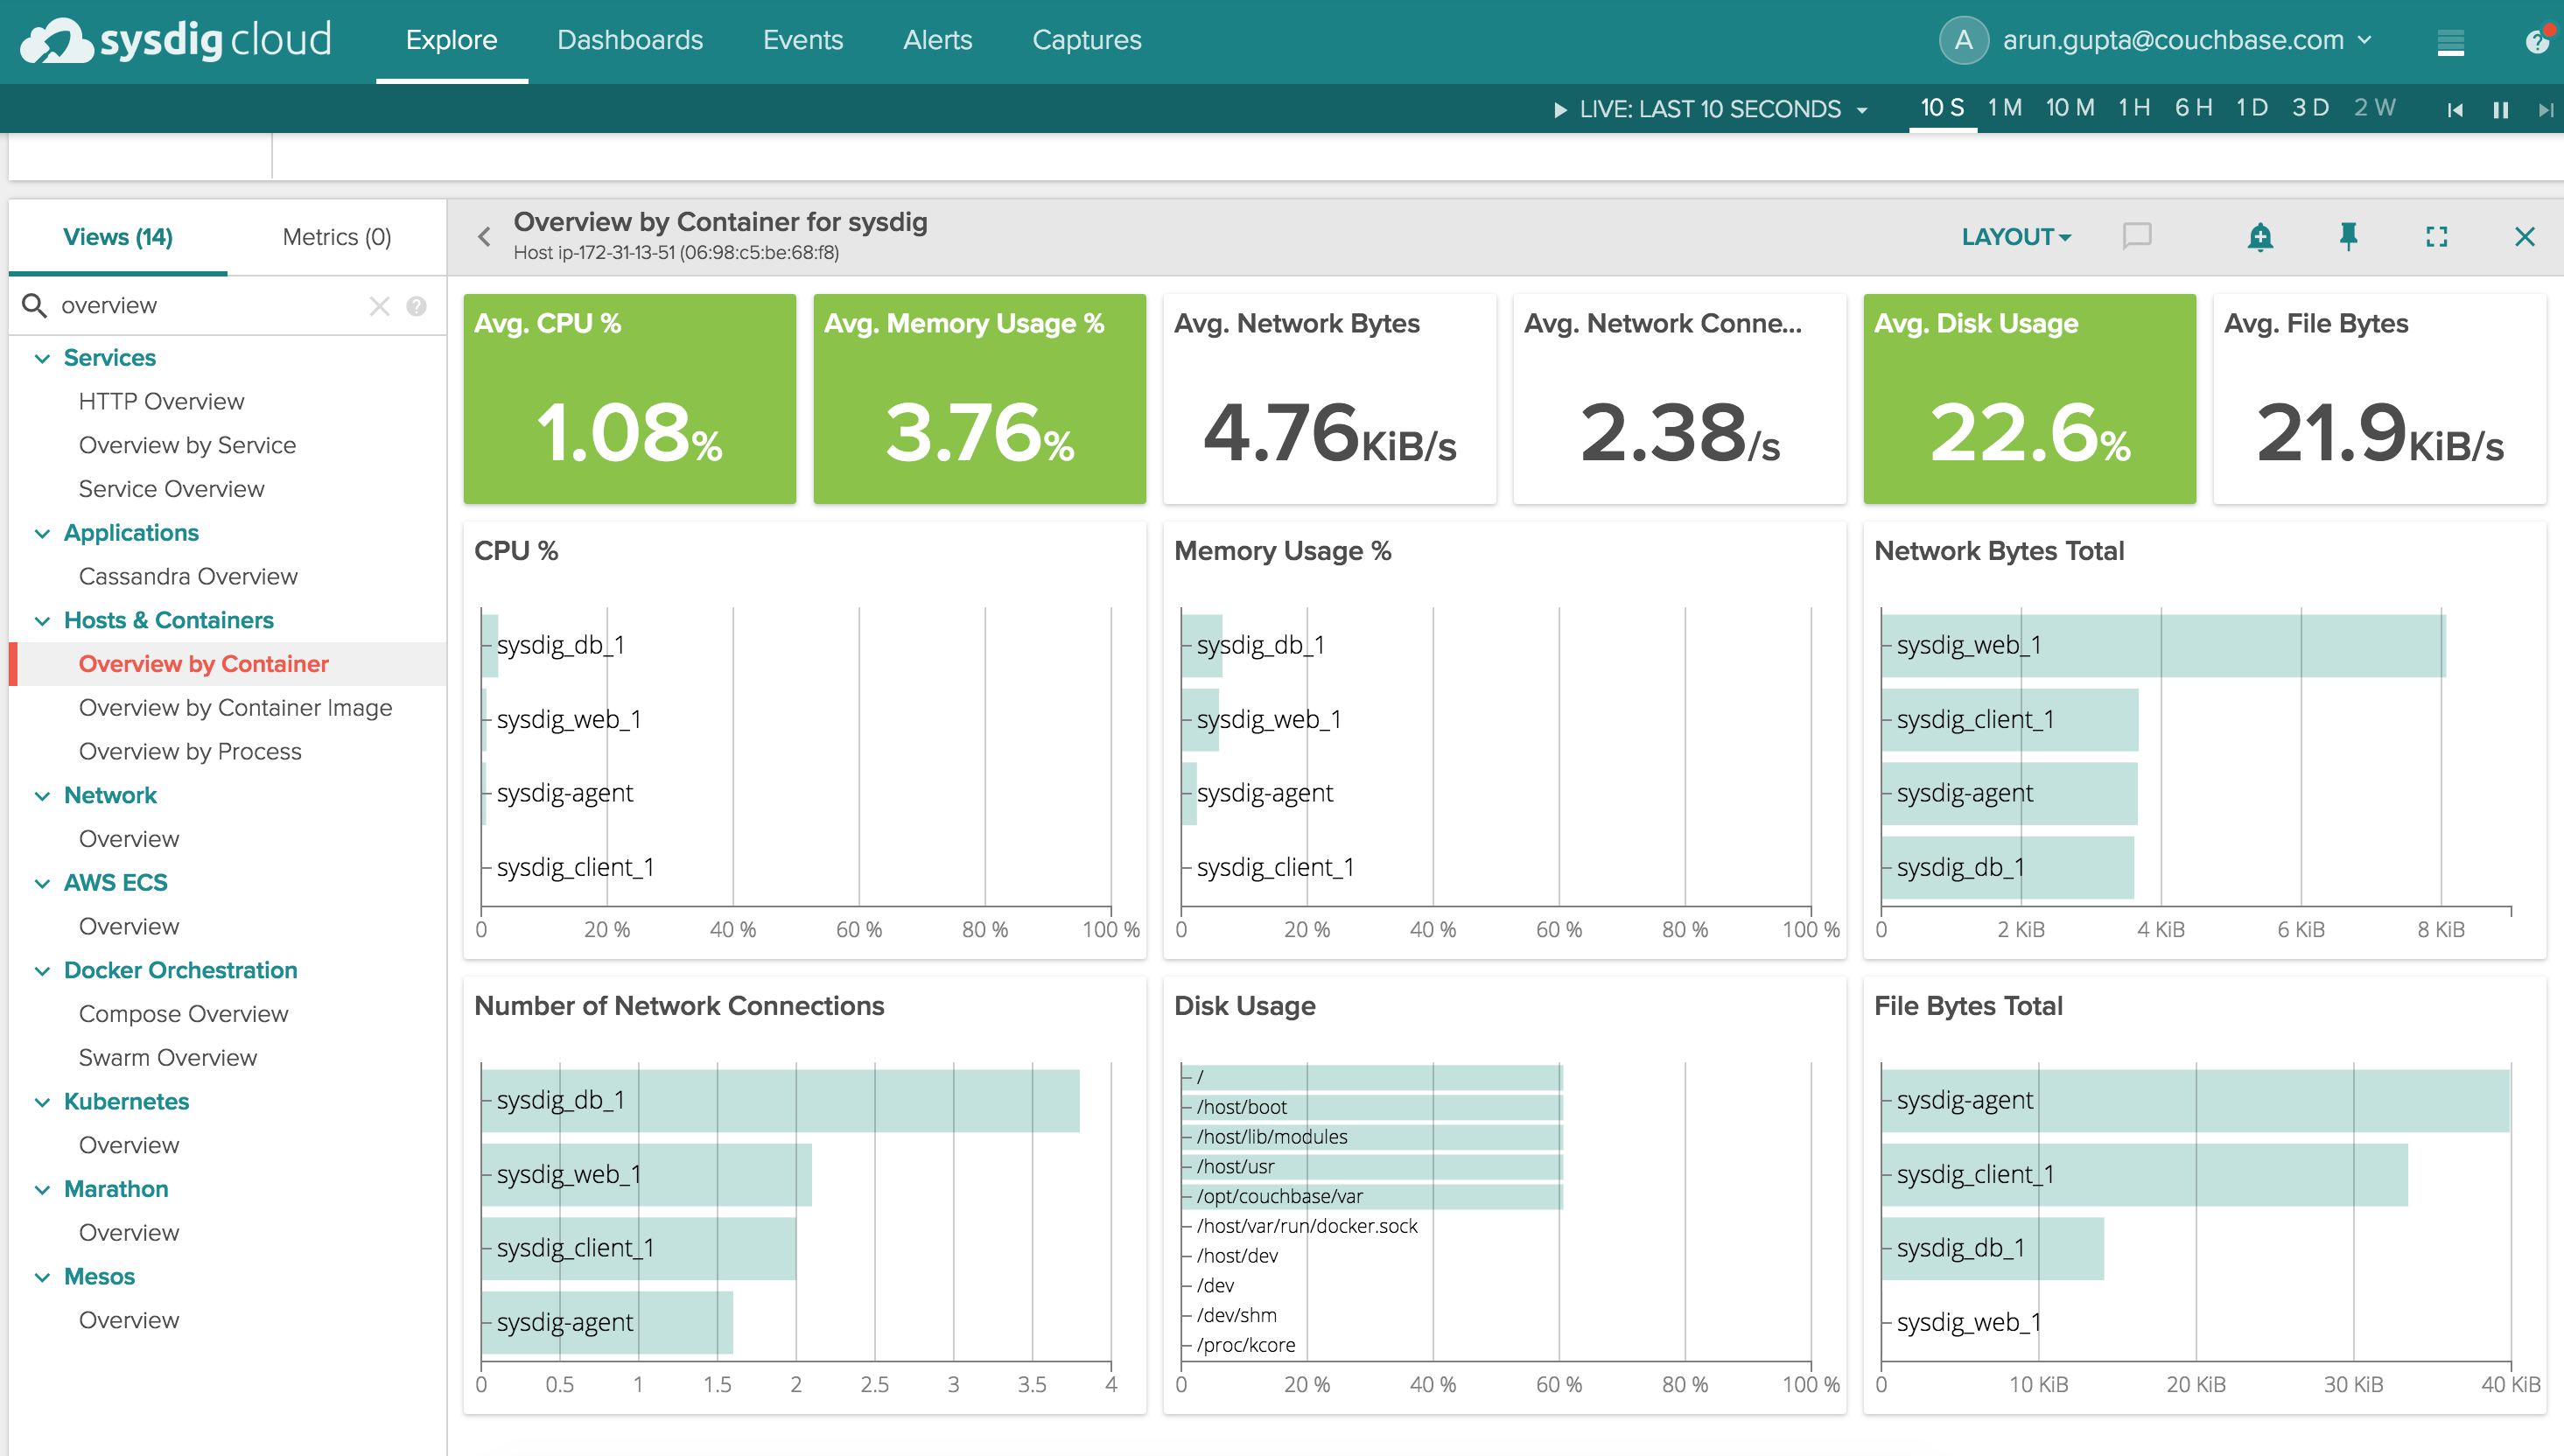 sysdig cloud
Explore
Dashboards
Events
Alerts
Captures
A
arun.gupta@couchbase.com
?
LIVE: LAST 10 SECONDS
10 S 1 M 10 M 1 H 6 H 1 D 3 D 2 W
Views (14)
Metrics (0)
overview
?
Services
HTTP Overview
Overview by Service
Service Overview
Applications
Cassandra Overview
Hosts & Containers
Overview by Container
Overview by Container Image
Overview by Process
Network
Overview
AWS ECS
Overview
Docker Orchestration
Compose Overview
Swarm Overview
Kubernetes
Overview
Marathon
Overview
Mesos
Overview
Overview by Container for sysdig
Host ip-172-31-13-51 (06:98:c5:be:68:f8)
LAYOUT
Avg. CPU %
1.08%
Avg. Memory Usage %
3.76%
Avg. Network Bytes
4.76KiB/s
Avg. Network Conne...
2.38/s
Avg. Disk Usage
22.6%
Avg. File Bytes
21.9KiB/s
CPU %
sysdig_db_1
sysdig_web_1
sysdig-agent
sysdig_client_1
0 20 % 40 % 60 % 80 % 100 %
Memory Usage %
sysdig_db_1
sysdig_web_1
sysdig-agent
sysdig_client_1
0 20 % 40 % 60 % 80 % 100 %
Network Bytes Total
sysdig_web_1
sysdig_client_1
sysdig-agent
sysdig_db_1
0 2 KiB 4 KiB 6 KiB 8 KiB
Number of Network Connections
sysdig_db_1
sysdig_web_1
sysdig_client_1
sysdig-agent
0 0.5 1 1.5 2 2.5 3 3.5 4
Disk Usage
/
/host/boot
/host/lib/modules
/host/usr
/opt/couchbase/var
/host/var/run/docker.sock
/host/dev
/dev
/dev/shm
/proc/kcore
0 20 % 40 % 60 % 80 % 100 %
File Bytes Total
sysdig-agent
sysdig_client_1
sysdig_db_1
sysdig_web_1
0 10 KiB 20 KiB 30 KiB 40 KiB